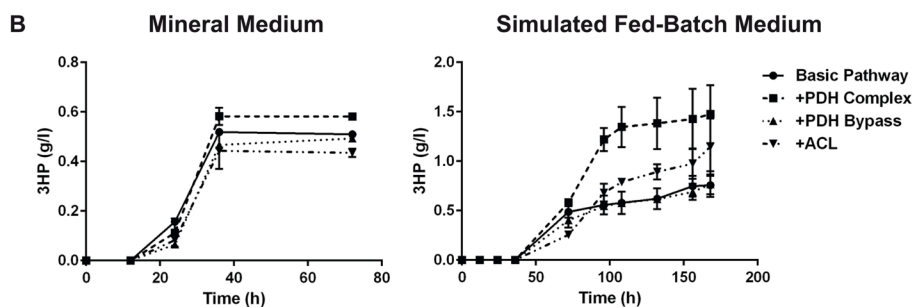 B
Mineral Medium
3HP (g/l)
0.8
0.6
0.4
0.2
0.0
0
20
40
60
80
Time (h)
Simulated Fed-Batch Medium
3HP (g/l)
2.0
1.5
1.0
0.5
0.0
0
50
100
150
200
Time (h)
Basic Pathway
+PDH Complex
+PDH Bypass
+ACL